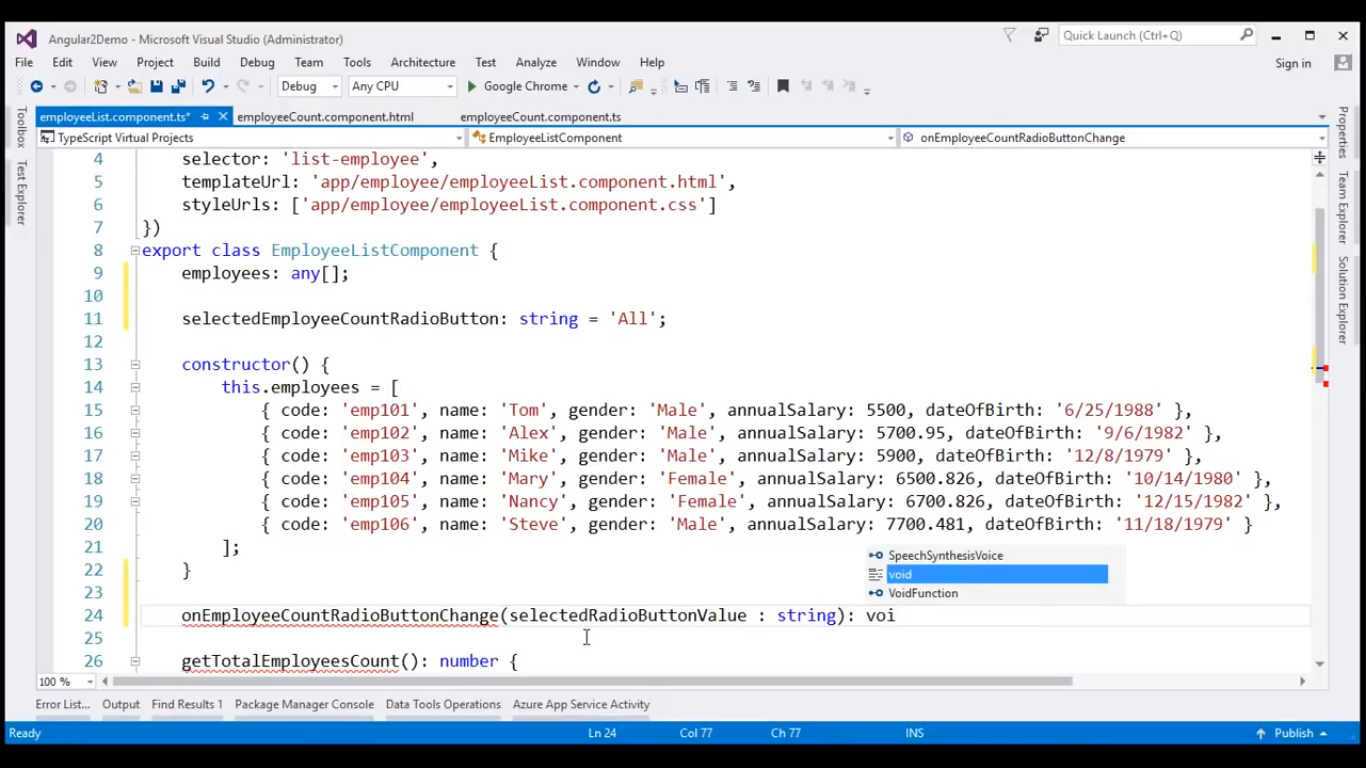 Angular2Demo - Microsoft Visual Studio (Administrator)
Quick Launch (Ctrl+Q)
File Edit View Project Build Debug Team Tools Architecture Test Analyze Window Help
Sign in
Debug Any CPU Google Chrome
Toolbox
Test Explorer
employeeList.component.ts* employeeCount.component.html employeeCount.component.ts
TypeScript Virtual Projects EmployeeListComponent onEmployeeCountRadioButtonChange
4 selector: 'list-employee',
5 templateUrl: 'app/employee/employeeList.component.html',
6 styleUrls: ['app/employee/employeeList.component.css']
7 })
8 export class EmployeeListComponent {
9 employees: any[];
10
11 selectedEmployeeCountRadioButton: string = 'All';
12
13 constructor() {
14 this.employees = [
15 { code: 'emp101', name: 'Tom', gender: 'Male', annualSalary: 5500, dateOfBirth: '6/25/1988' },
16 { code: 'emp102', name: 'Alex', gender: 'Male', annualSalary: 5700.95, dateOfBirth: '9/6/1982' },
17 { code: 'emp103', name: 'Mike', gender: 'Male', annualSalary: 5900, dateOfBirth: '12/8/1979' },
18 { code: 'emp104', name: 'Mary', gender: 'Female', annualSalary: 6500.826, dateOfBirth: '10/14/1980' },
19 { code: 'emp105', name: 'Nancy', gender: 'Female', annualSalary: 6700.826, dateOfBirth: '12/15/1982' },
20 { code: 'emp106', name: 'Steve', gender: 'Male', annualSalary: 7700.481, dateOfBirth: '11/18/1979' }
21 ];
22 }
SpeechSynthesisVoice
void
VoidFunction
23
24 onEmployeeCountRadioButtonChange(selectedRadioButtonValue : string): voi
25
26 getTotalEmployeesCount(): number {
100 %
Properties
Team Explorer
Solution Explorer
Error List... Output Find Results 1 Package Manager Console Data Tools Operations Azure App Service Activity
Ready Ln 24 Col 77 Ch 77 INS Publish